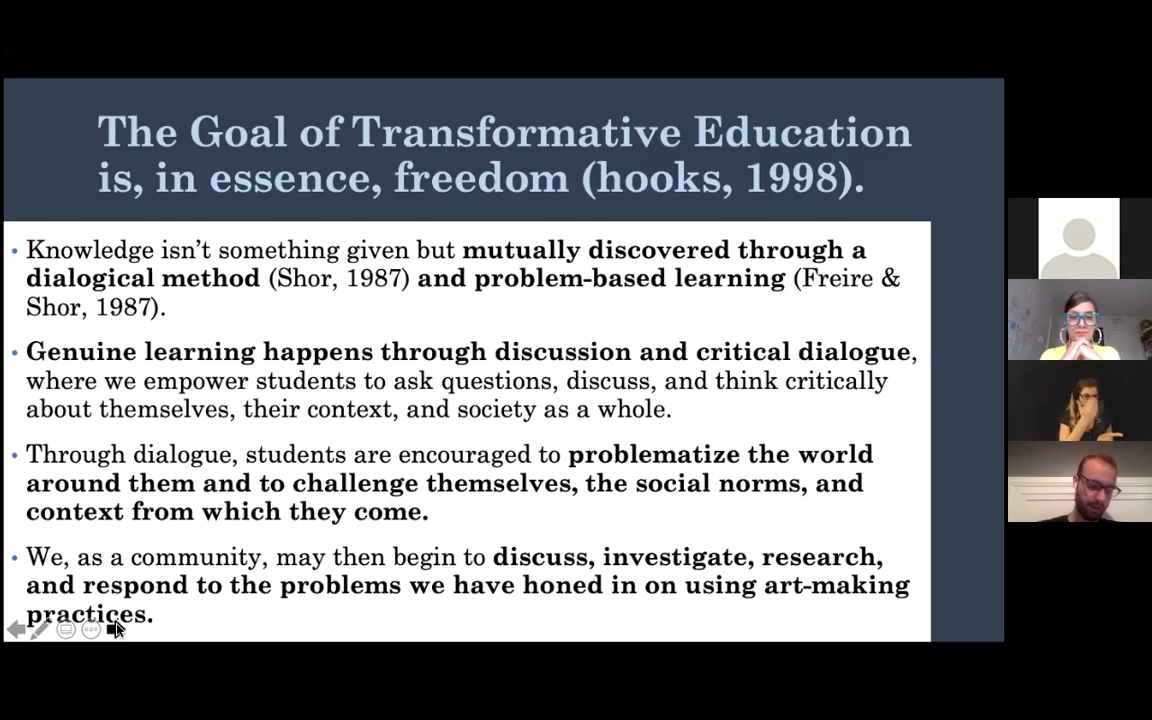 The Goal of Transformative Education
is, in essence, freedom (hooks, 1998).
• Knowledge isn’t something given but mutually discovered through a
dialogical method (Shor, 1987) and problem-based learning (Freire &
Shor, 1987).
• Genuine learning happens through discussion and critical dialogue,
where we empower students to ask questions, discuss, and think critically
about themselves, their context, and society as a whole.
• Through dialogue, students are encouraged to problematize the world
around them and to challenge themselves, the social norms, and
context from which they come.
• We, as a community, may then begin to discuss, investigate, research,
and respond to the problems we have honed in on using art-making
practices.